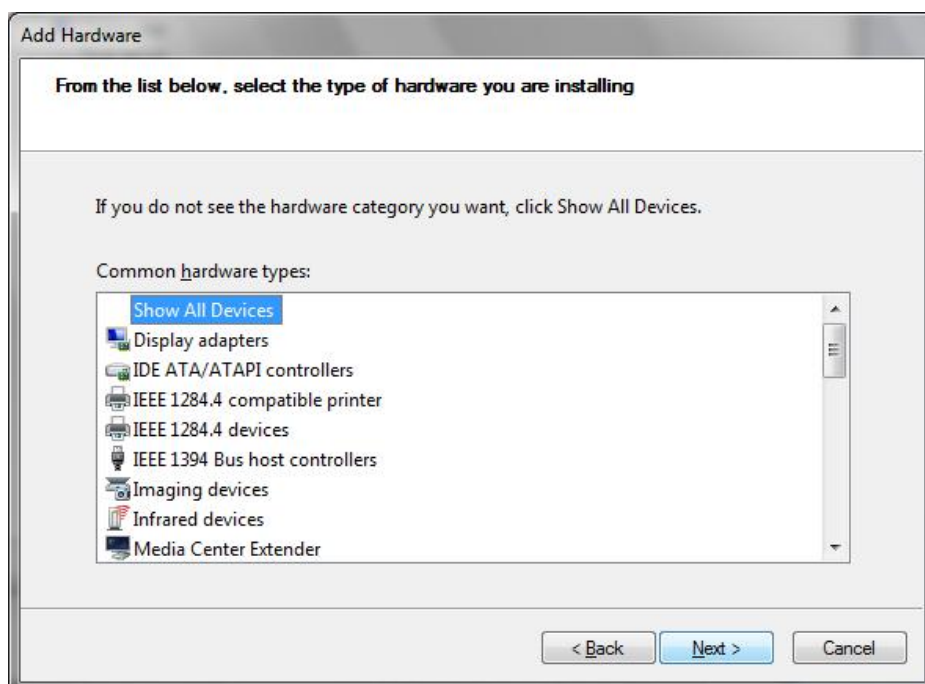 Add Hardware
From the list below, select the type of hardware you are installing
If you do not see the hardware category you want, click Show All Devices.
Common hardware types:
Show All Devices
Display adapters
IDE ATA/ATAPI controllers
IEEE 1284.4 compatible printer
IEEE 1284.4 devices
IEEE 1394 Bus host controllers
Imaging devices
Infrared devices
Media Center Extender
< Back Next > Cancel